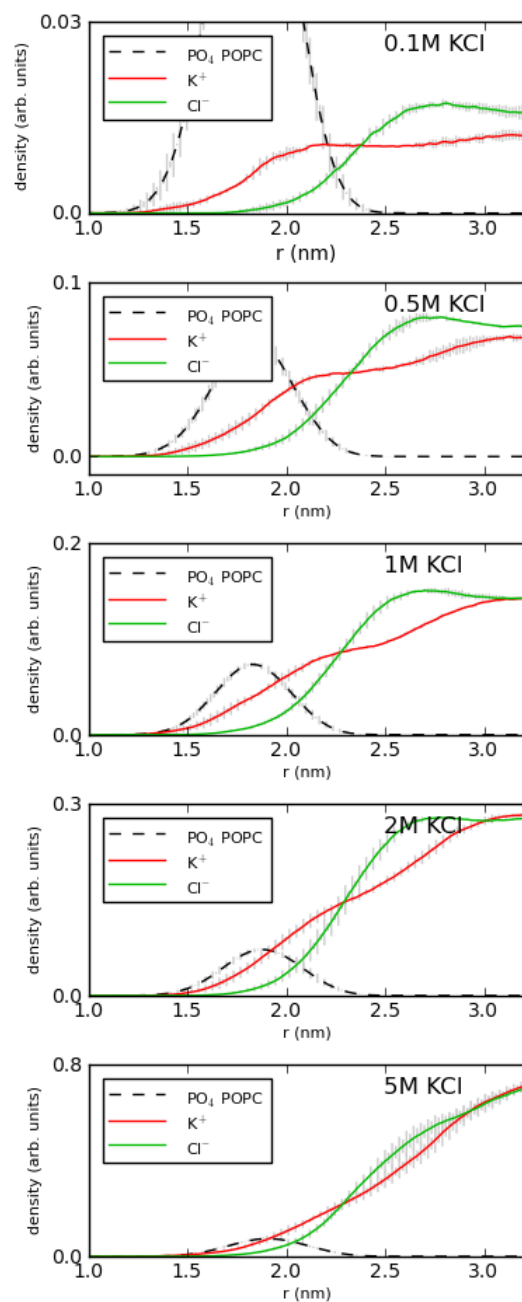 0.03
0.1M KCl
PO₄ POPC
K⁺
Cl⁻
density (arb. units)
0.0
1.0 1.5 2.0 2.5 3.0
r (nm)
0.1
0.5M KCl
PO₄ POPC
K⁺
Cl⁻
density (arb. units)
0.0
1.0 1.5 2.0 2.5 3.0
r (nm)
0.2
1M KCl
PO₄ POPC
K⁺
Cl⁻
density (arb. units)
0.0
1.0 1.5 2.0 2.5 3.0
r (nm)
0.3
2M KCl
PO₄ POPC
K⁺
Cl⁻
density (arb. units)
0.0
1.0 1.5 2.0 2.5 3.0
r (nm)
0.8
5M KCl
PO₄ POPC
K⁺
Cl⁻
density (arb. units)
0.0
1.0 1.5 2.0 2.5 3.0
r (nm)